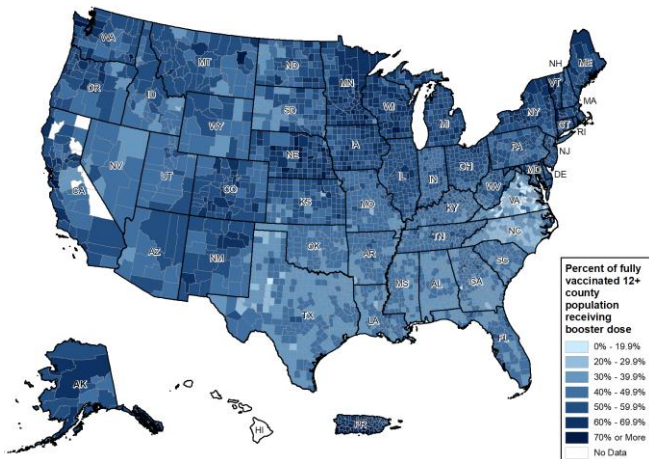 WA
MT
ND
MN
NH
ME
VT
OR
ID
SD
WI
MI
NY
MA
WY
CT
RI
IA
PA
NJ
NE
NV
UT
IL
IN
OH
MD
DE
CA
CO
WV
VA
KS
MO
KY
NC
TN
AZ
NM
OK
AR
SC
MS
AL
GA
TX
LA
FL
AK
HI
PR
Percent of fully
vaccinated 12+
county
population
receiving
booster dose
0% - 19.9%
20% - 29.9%
30% - 39.9%
40% - 49.9%
50% - 59.9%
60% - 69.9%
70% or More
No Data